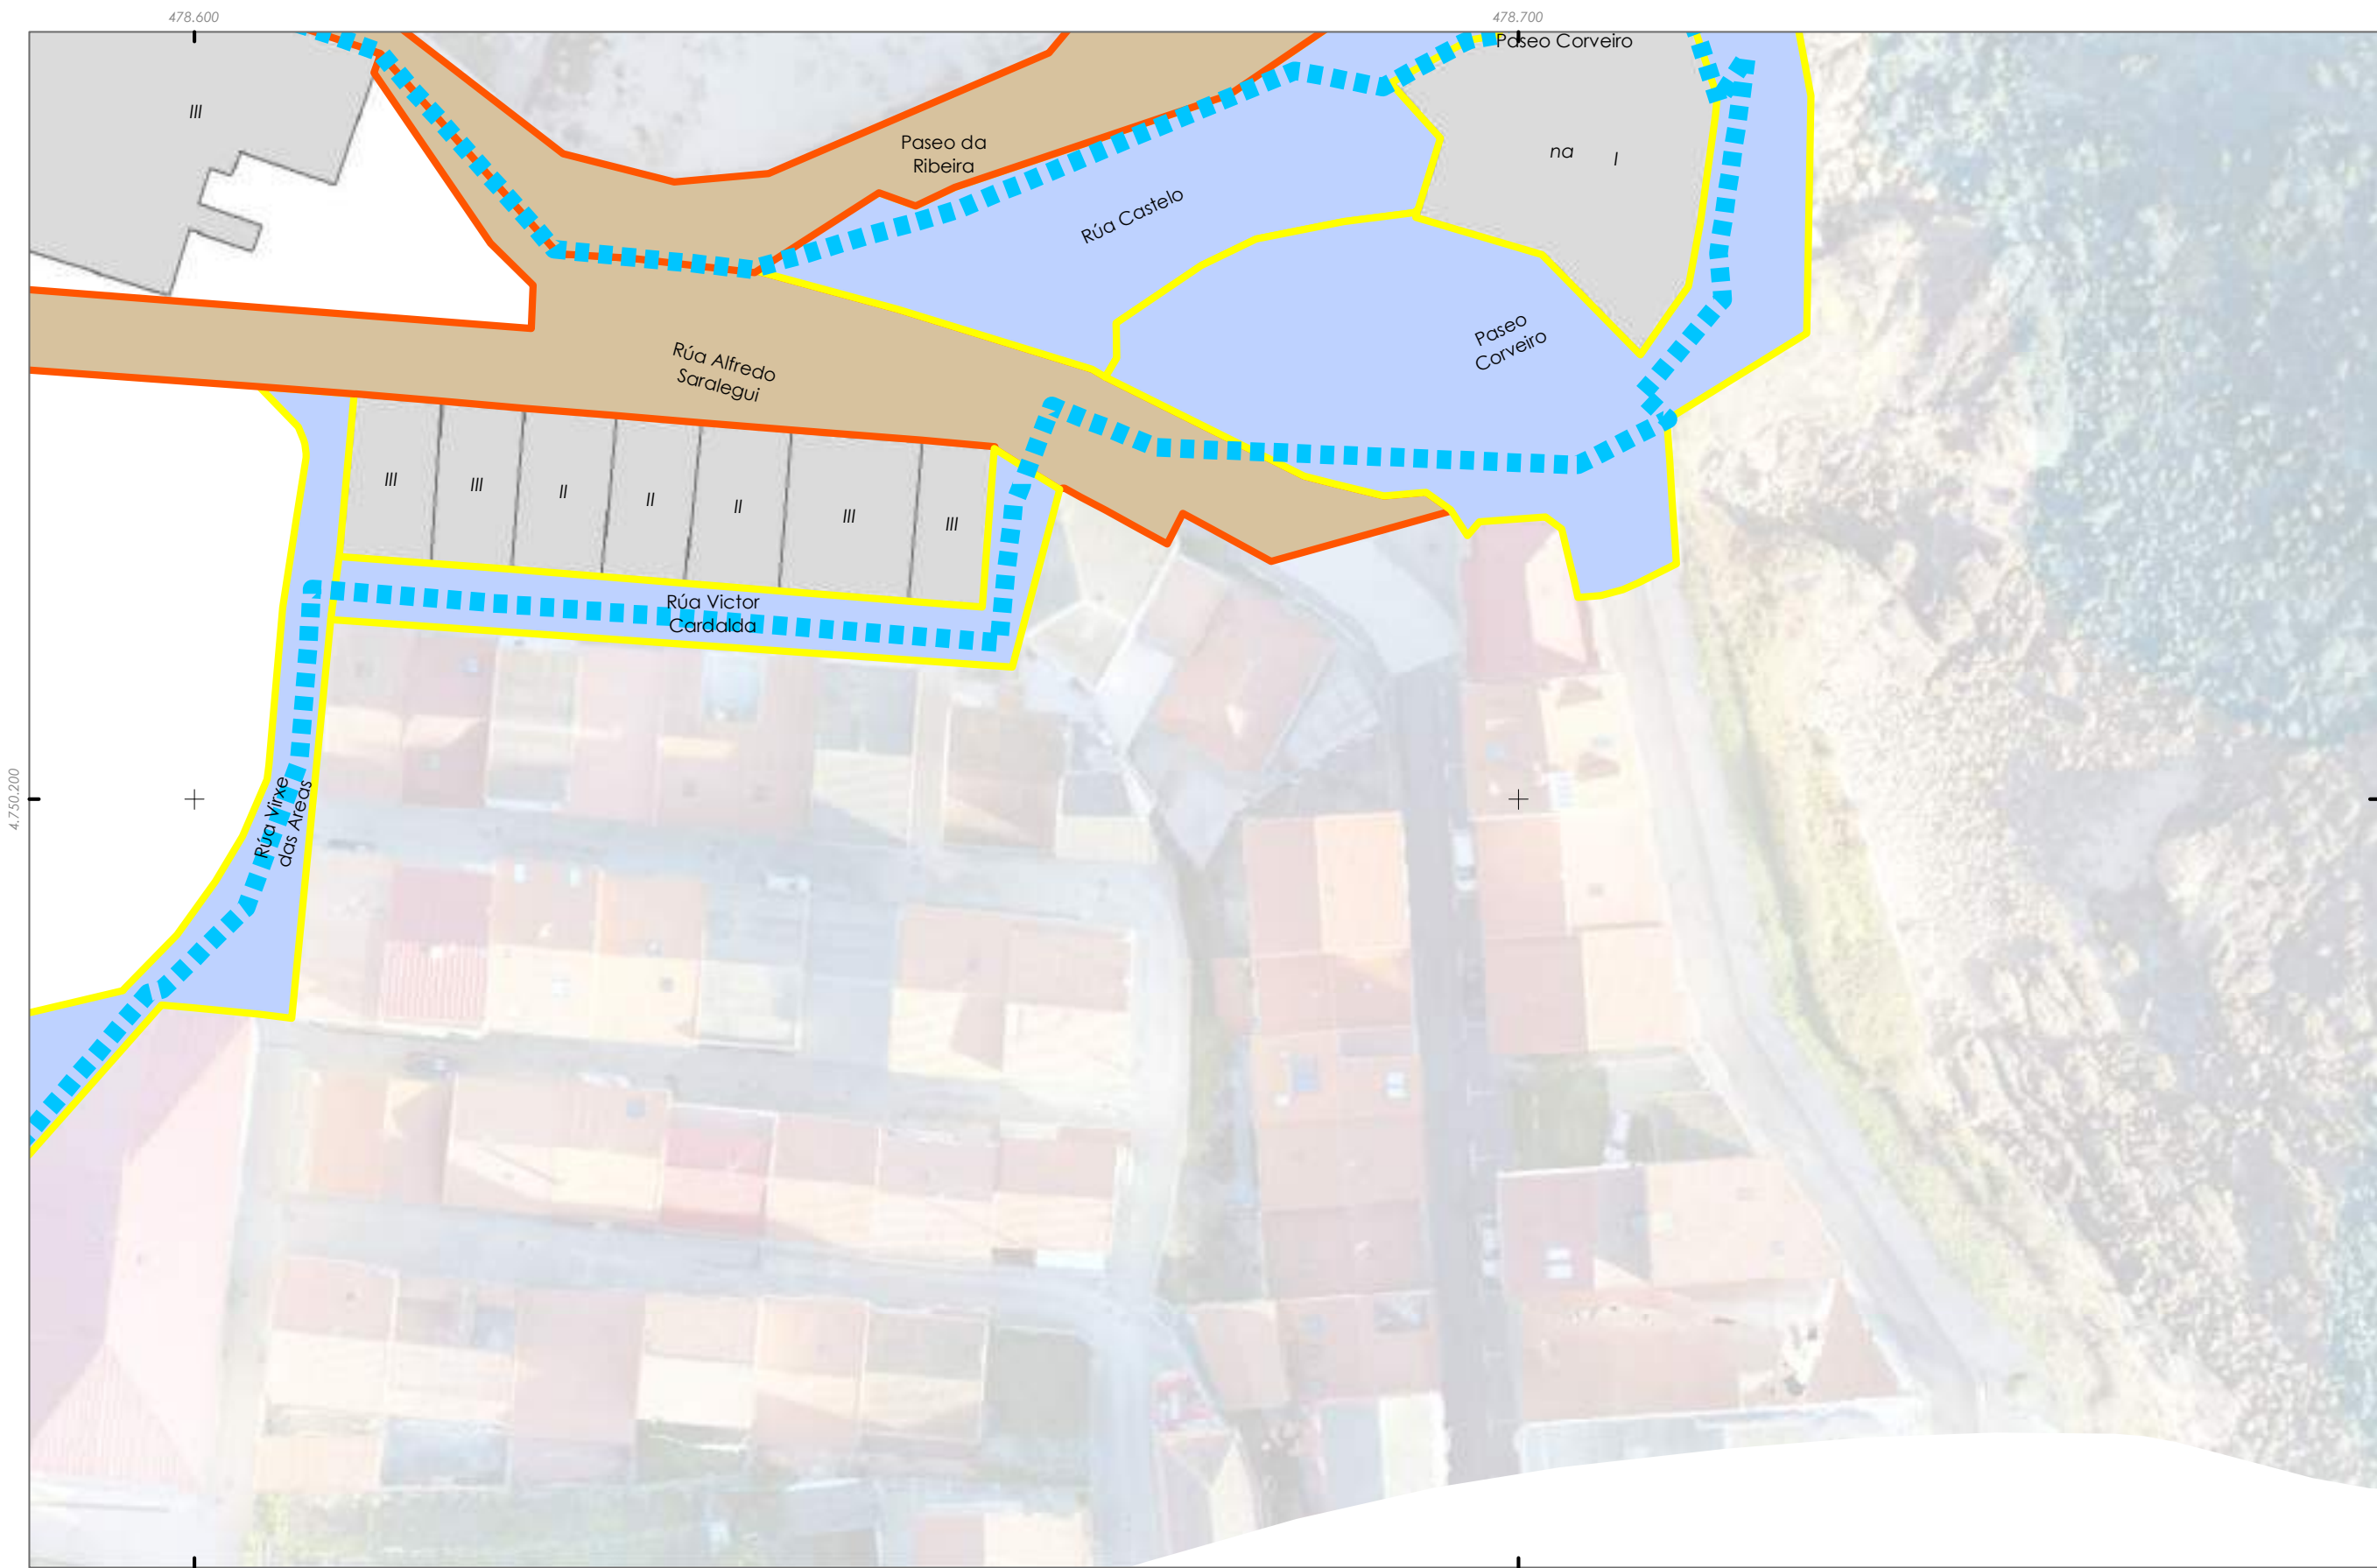 478.600
478.700
Paseo Corveiro
III
Paseo da
Ribeira
na
I
Rúa Castelo
Paseo
Corveiro
Rúa Alfredo
Saralegui
III
III
II
II
II
III
III
Rúa Victor
Cardalda
4.750.200
Rúa Virxe
das Areas